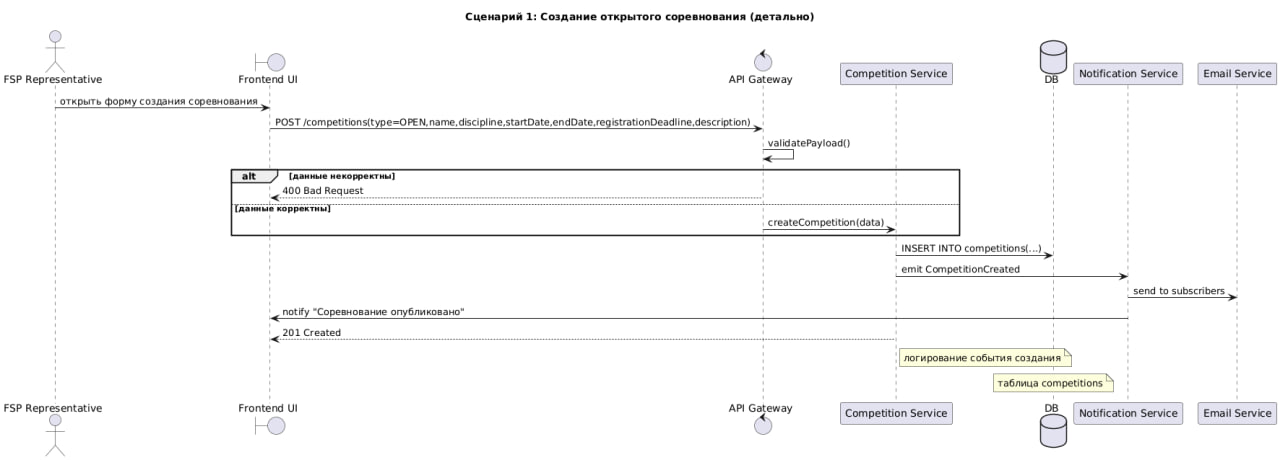 Сценарий 1: Создание открытого соревнования (детально)
FSP Representative
Frontend UI
API Gateway
Competition Service
DB
Notification Service
Email Service
открыть форму создания соревнования
POST /competitions(type=OPEN,name,discipline,startDate,endDate,registrationDeadline,description)
validatePayload()
alt
[данные некорректны]
400 Bad Request
[данные корректны]
createCompetition(data)
INSERT INTO competitions(...)
emit CompetitionCreated
send to subscribers
notify "Соревнование опубликовано"
201 Created
логирование события создания
таблица competitions
FSP Representative
Frontend UI
API Gateway
Competition Service
DB
Notification Service
Email Service